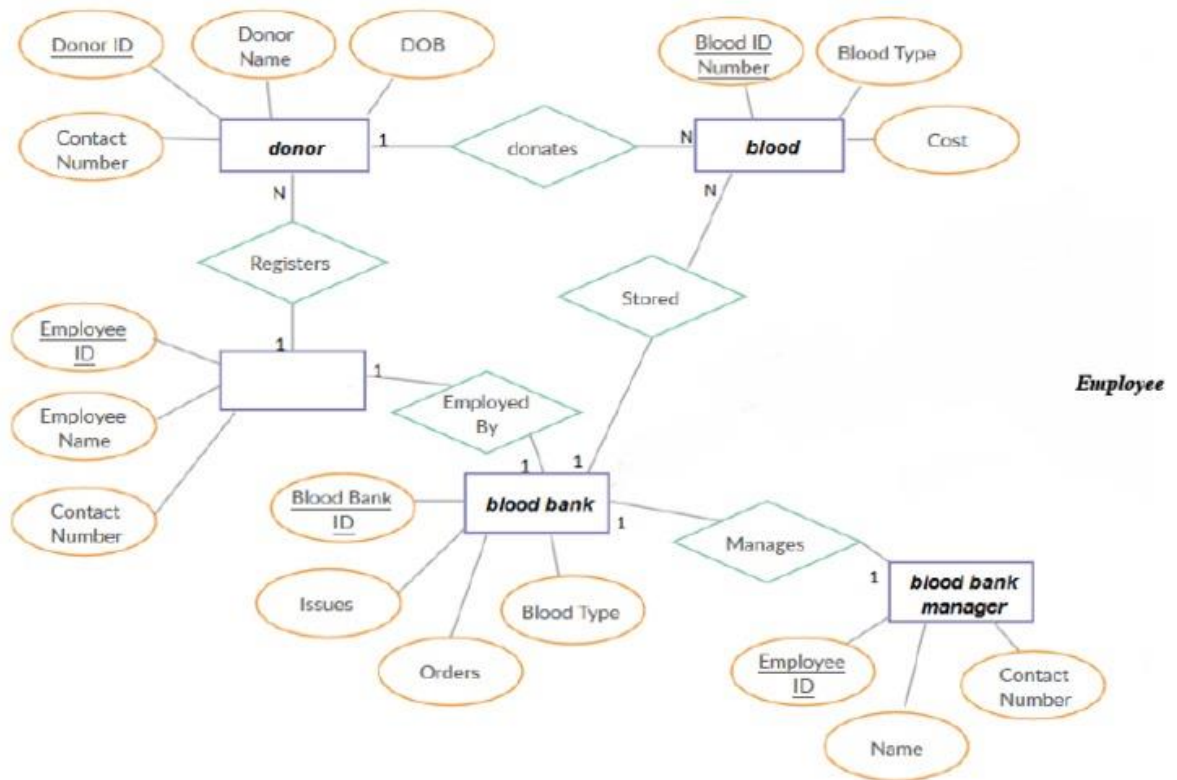 Donor ID
Donor
Name
DOB
Blood ID
Number
Blood Type
Contact
Number
donor
1
donates
N
blood
Cost
N
N
Registers
Stored
Employee
ID
1
1
Employee
Employee
Name
Employed
By
Contact
Number
1
1
Blood Bank
ID
blood bank
1
Manages
Issues
Blood Type
1
blood bank
manager
Orders
Employee
ID
Contact
Number
Name